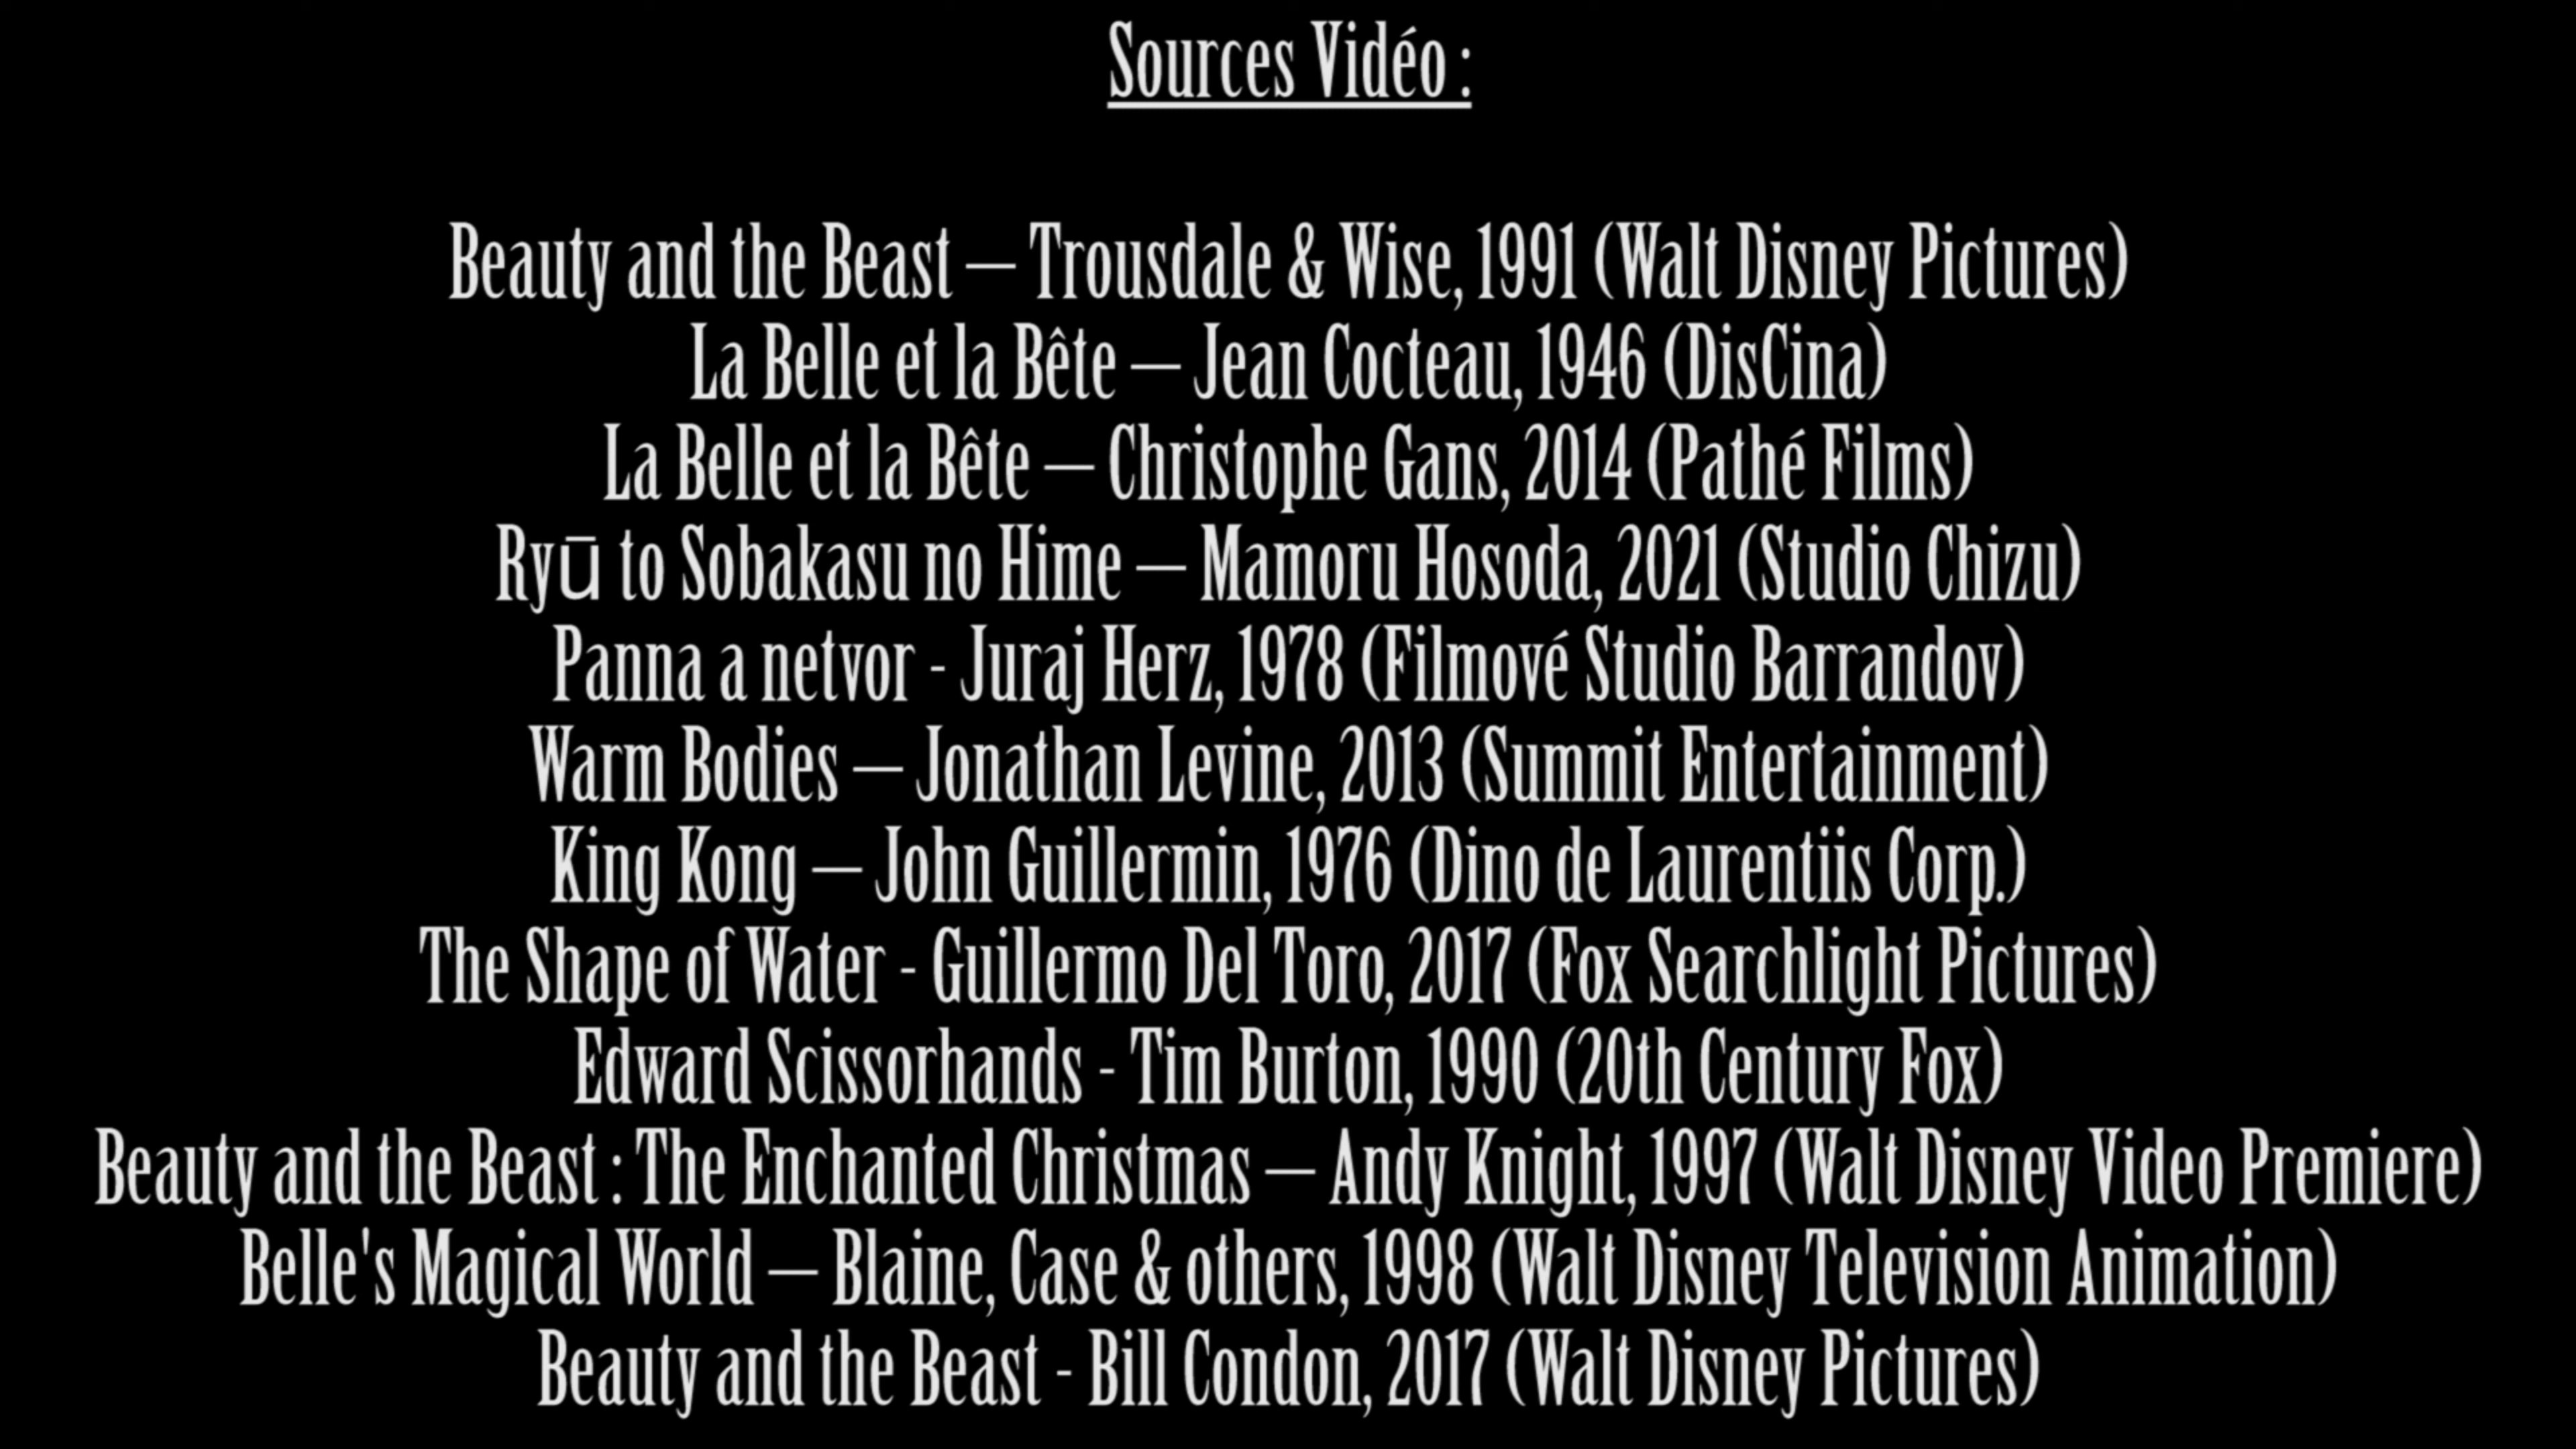 Sources Vidéo :
Beauty and the Beast – Trousdale & Wise, 1991 (Walt Disney Pictures)
La Belle et la Bête – Jean Cocteau, 1946 (DisCina)
La Belle et la Bête – Christophe Gans, 2014 (Pathé Films)
Ryū to Sobakasu no Hime – Mamoru Hosoda, 2021 (Studio Chizu)
Panna a netvor - Juraj Herz, 1978 (Filmové Studio Barrandov)
Warm Bodies – Jonathan Levine, 2013 (Summit Entertainment)
King Kong – John Guillermin, 1976 (Dino de Laurentiis Corp.)
The Shape of Water - Guillermo Del Toro, 2017 (Fox Searchlight Pictures)
Edward Scissorhands - Tim Burton, 1990 (20th Century Fox)
Beauty and the Beast : The Enchanted Christmas – Andy Knight, 1997 (Walt Disney Video Premiere)
Belle's Magical World – Blaine, Case & others, 1998 (Walt Disney Television Animation)
Beauty and the Beast - Bill Condon, 2017 (Walt Disney Pictures)